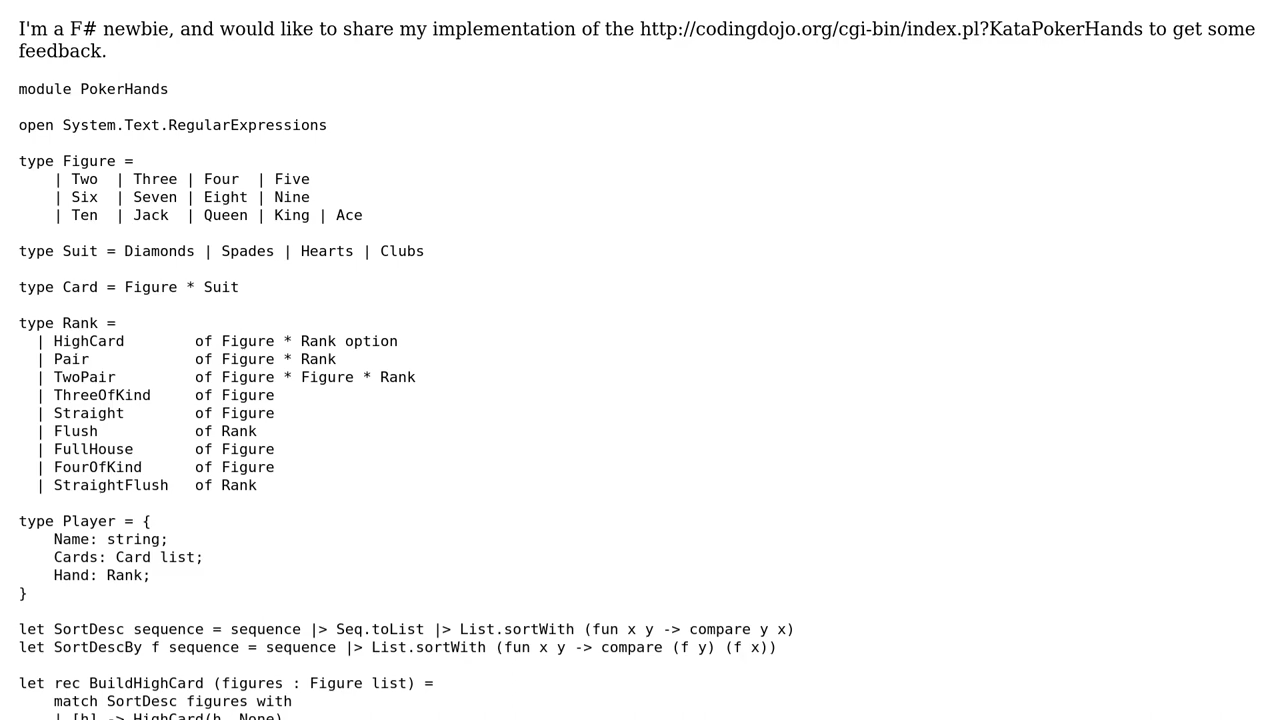 I'm a F# newbie, and would like to share my implementation of the http://codingdojo.org/cgi-bin/index.pl?KataPokerHands to get some
feedback.
module PokerHands
open System.Text.RegularExpressions
type Figure =
    | Two  | Three | Four  | Five
    | Six  | Seven | Eight | Nine
    | Ten  | Jack  | Queen | King | Ace
type Suit = Diamonds | Spades | Hearts | Clubs
type Card = Figure * Suit
type Rank =
  | HighCard        of Figure * Rank option
  | Pair            of Figure * Rank
  | TwoPair         of Figure * Figure * Rank
  | ThreeOfKind     of Figure
  | Straight        of Figure
  | Flush           of Rank
  | FullHouse       of Figure
  | FourOfKind      of Figure
  | StraightFlush   of Rank
type Player = {
    Name: string;
    Cards: Card list;
    Hand: Rank;
}
let SortDesc sequence = sequence |> Seq.toList |> List.sortWith (fun x y -> compare y x)
let SortDescBy f sequence = sequence |> List.sortWith (fun x y -> compare (f y) (f x))
let rec BuildHighCard (figures : Figure list) =
    match SortDesc figures with
    | [h] -> HighCard(h, None)